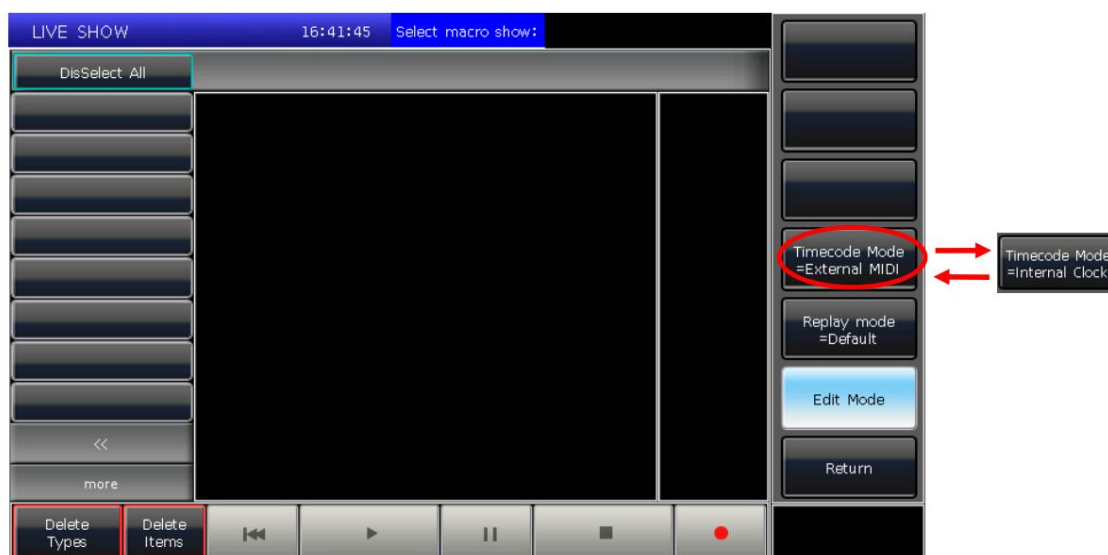 LIVE SHOW 16:41:45 Select macro show:
DisSelect All
Timecode Mode
=External MIDI
Timecode Mode
=Internal Clock
Replay mode
=Default
Edit Mode
<<
Return
more
Delete
Types
Delete
Items